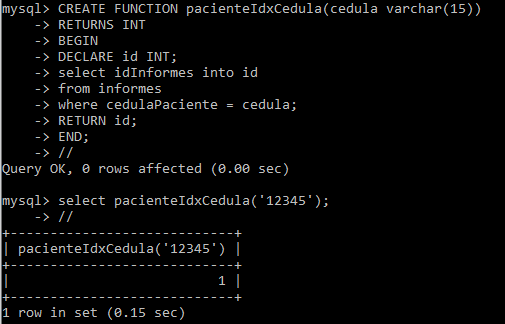 mysql> CREATE FUNCTION pacienteIdxCedula(cedula varchar(15))
    -> RETURNS INT
    -> BEGIN
    -> DECLARE id INT;
    -> select idInformes into id
    -> from informes
    -> where cedulaPaciente = cedula;
    -> RETURN id;
    -> END;
    -> //
Query OK, 0 rows affected (0.00 sec)

mysql> select pacienteIdxCedula('12345');
    -> //
+----------------------------+
| pacienteIdxCedula('12345') |
+----------------------------+
|                          1 |
+----------------------------+
1 row in set (0.15 sec)